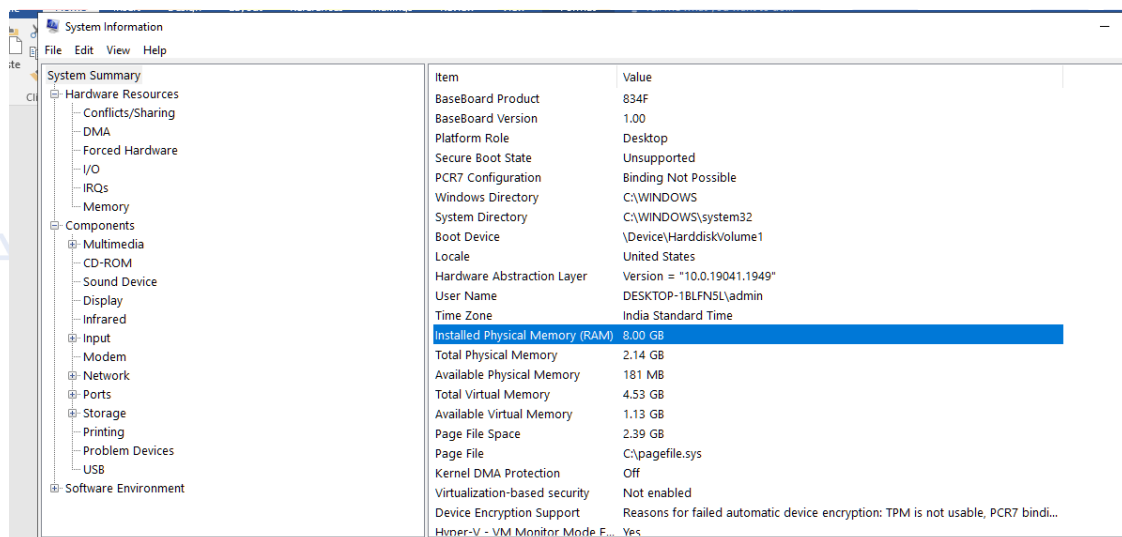 System Information
File Edit View Help
System Summary
Hardware Resources
Conflicts/Sharing
DMA
Forced Hardware
I/O
IRQs
Memory
Components
Multimedia
CD-ROM
Sound Device
Display
Infrared
Input
Modem
Network
Ports
Storage
Printing
Problem Devices
USB
Software Environment
Item Value
BaseBoard Product 834F
BaseBoard Version 1.00
Platform Role Desktop
Secure Boot State Unsupported
PCR7 Configuration Binding Not Possible
Windows Directory C:\WINDOWS
System Directory C:\WINDOWS\system32
Boot Device \Device\HarddiskVolume1
Locale United States
Hardware Abstraction Layer Version = "10.0.19041.1949"
User Name DESKTOP-1BLFN5L\admin
Time Zone India Standard Time
Installed Physical Memory (RAM) 8.00 GB
Total Physical Memory 2.14 GB
Available Physical Memory 181 MB
Total Virtual Memory 4.53 GB
Available Virtual Memory 1.13 GB
Page File Space 2.39 GB
Page File C:\pagefile.sys
Kernel DMA Protection Off
Virtualization-based security Not enabled
Device Encryption Support Reasons for failed automatic device encryption: TPM is not usable, PCR7 bindi...
Hyper-V - VM Monitor Mode E... Yes